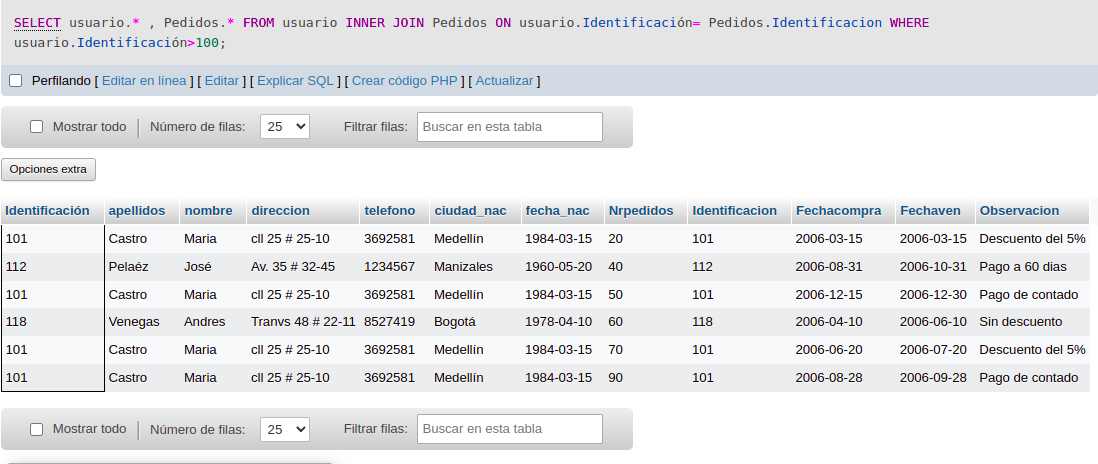 SELECT usuario.* , Pedidos.* FROM usuario INNER JOIN Pedidos ON usuario.Identificación= Pedidos.Identificacion WHERE
usuario.Identificación>100;
Perfilando [ Editar en línea ] [ Editar ] [ Explicar SQL ] [ Crear código PHP ] [ Actualizar ]
Mostrar todo | Número de filas: 25 Filtrar filas: Buscar en esta tabla
Opciones extra
Identificación apellidos nombre direccion telefono ciudad_nac fecha_nac Nrpedidos Identificacion Fechacompra Fechaven Observacion
101 Castro Maria cll 25 # 25-10 3692581 Medellín 1984-03-15 20 101 2006-03-15 2006-03-15 Descuento del 5%
112 Pelaéz José Av. 35 # 32-45 1234567 Manizales 1960-05-20 40 112 2006-08-31 2006-10-31 Pago a 60 dias
101 Castro Maria cll 25 # 25-10 3692581 Medellín 1984-03-15 50 101 2006-12-15 2006-12-30 Pago de contado
118 Venegas Andres Tranvs 48 # 22-11 8527419 Bogotá 1978-04-10 60 118 2006-04-10 2006-06-10 Sin descuento
101 Castro Maria cll 25 # 25-10 3692581 Medellín 1984-03-15 70 101 2006-06-20 2006-07-20 Descuento del 5%
101 Castro Maria cll 25 # 25-10 3692581 Medellín 1984-03-15 90 101 2006-08-28 2006-09-28 Pago de contado
Mostrar todo | Número de filas: 25 Filtrar filas: Buscar en esta tabla